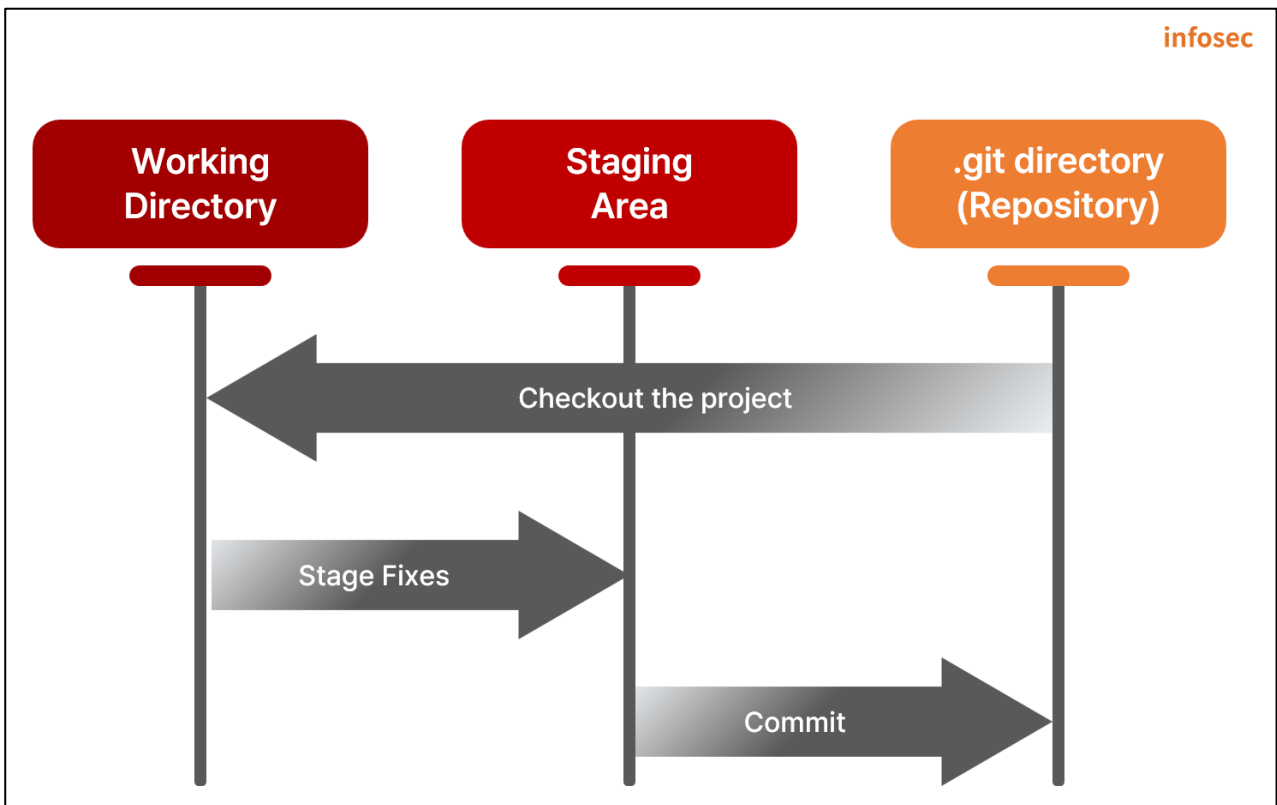 infosec
Working
Directory
Staging
Area
.git directory
(Repository)
Checkout the project
Stage Fixes
Commit